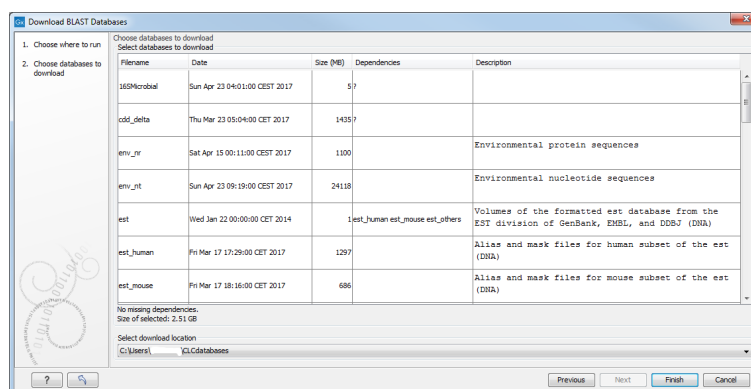 Gx Download BLAST Databases
1. Choose where to run
2. Choose databases to
download
Choose databases to download
Select databases to download
Filename Date Size (MB) Dependencies Description
16SMicrobial Sun Apr 23 04:01:00 CEST 2017 5 ?
cdd_delta Thu Mar 23 05:04:00 CET 2017 1435 ?
env_nr Sat Apr 15 00:11:00 CEST 2017 1100 Environmental protein sequences
env_nt Sun Apr 23 09:19:00 CEST 2017 24118 Environmental nucleotide sequences
est Wed Jan 22 00:00:00 CET 2014 1 est_human est_mouse est_others Volumes of the formatted est database from the
EST division of GenBank, EMBL, and DDBJ (DNA)
est_human Fri Mar 17 17:29:00 CET 2017 1297 Alias and mask files for human subset of the est
(DNA)
est_mouse Fri Mar 17 18:16:00 CET 2017 686 Alias and mask files for mouse subset of the est
(DNA)
No missing dependencies.
Size of selected: 2.51 GB
Select download location
C:\Users\ \CLCdatabases
? Previous Next Finish Cancel